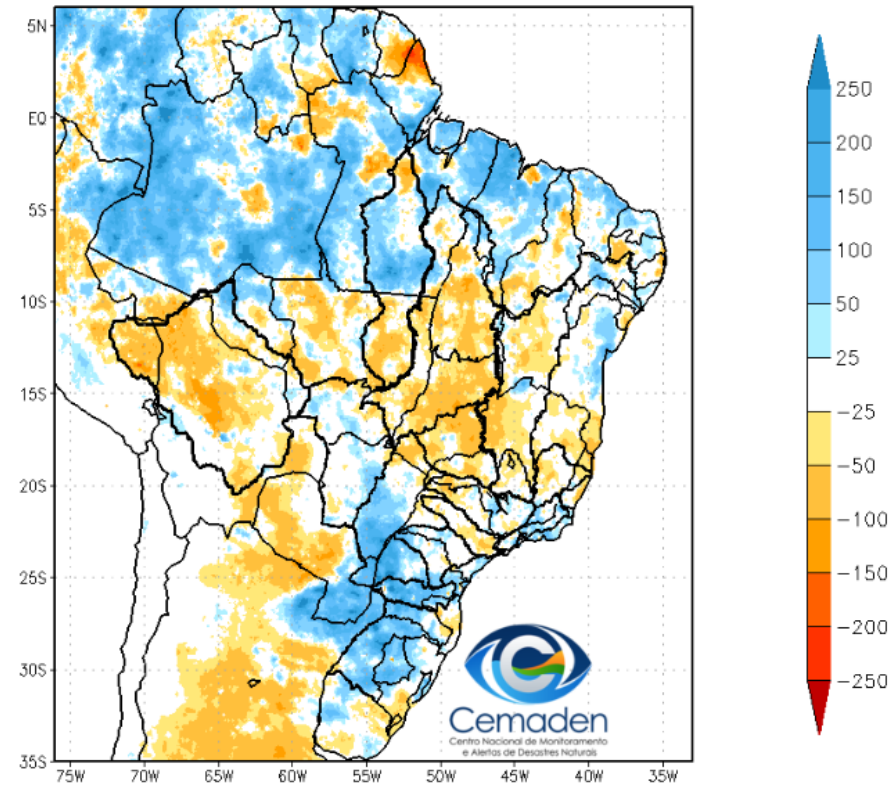 5N
EQ
5S
10S
15S
20S
25S
30S
35S
75W 70W 65W 60W 55W 50W 45W 40W 35W
250
200
150
100
50
25
-25
-50
-100
-150
-200
-250
Cemaden
Centro Nacional de Monitoramento
e Alertas de Desastres Naturais